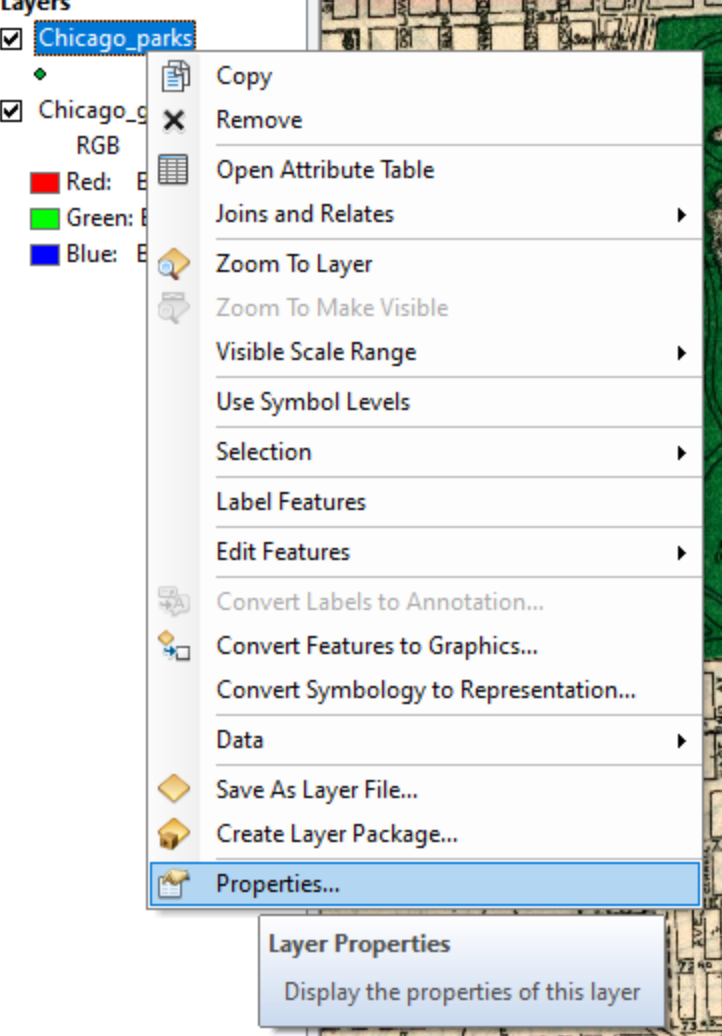 Layers
Chicago_parks
Chicago_g
RGB
Red:
Green:
Blue:
Copy
Remove
Open Attribute Table
Joins and Relates
Zoom To Layer
Zoom To Make Visible
Visible Scale Range
Use Symbol Levels
Selection
Label Features
Edit Features
Convert Labels to Annotation...
Convert Features to Graphics...
Convert Symbology to Representation...
Data
Save As Layer File...
Create Layer Package...
Properties...
Layer Properties
Display the properties of this layer